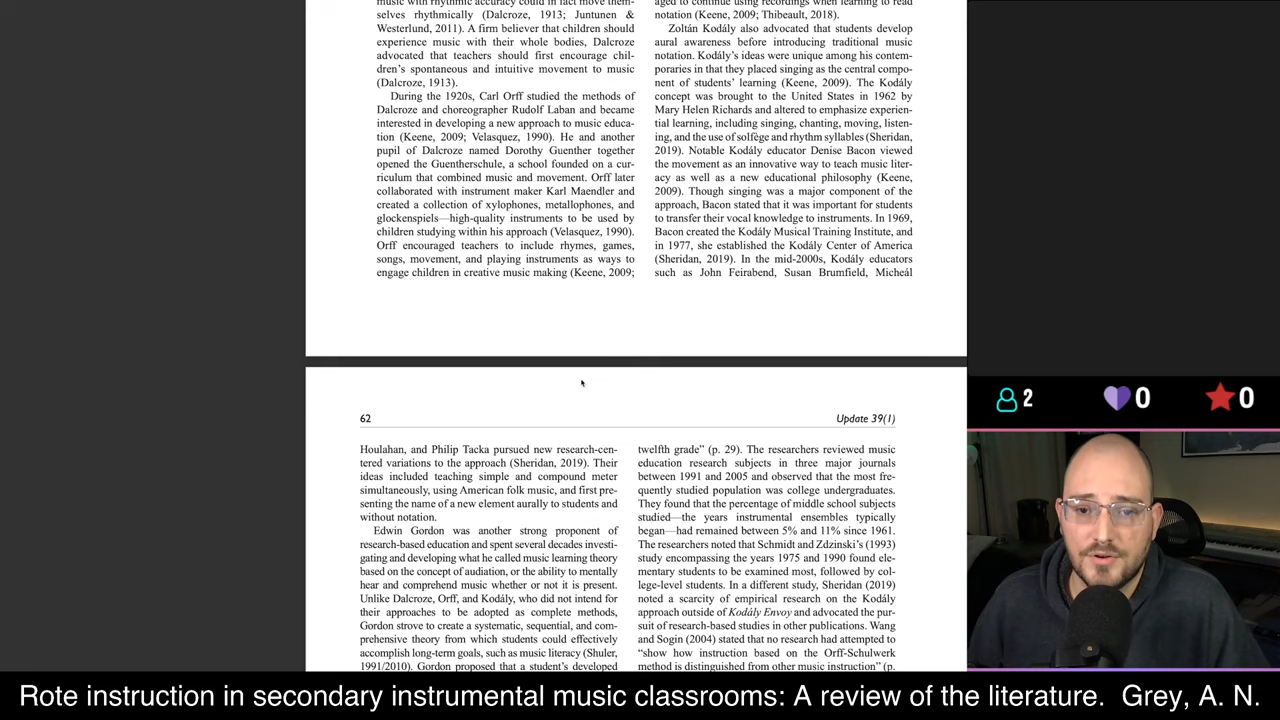 music with rhythmic accuracy could in fact move them-
selves rhythmically (Dalcroze, 1913; Juntunen &
Westerlund, 2011). A firm believer that children should
experience music with their whole bodies, Dalcroze
advocated that teachers should first encourage chil-
dren's spontaneous and intuitive movement to music
(Dalcroze, 1913).
During the 1920s, Carl Orff studied the methods of
Dalcroze and choreographer Rudolf Laban and became
interested in developing a new approach to music educa-
tion (Keene, 2009; Velasquez, 1990). He and another
pupil of Dalcroze named Dorothy Guenther together
opened the Guentherschule, a school founded on a cur-
riculum that combined music and movement. Orff later
collaborated with instrument maker Karl Maendler and
created a collection of xylophones, metallophones, and
glockenspiels—high-quality instruments to be used by
children studying within his approach (Velasquez, 1990).
Orff encouraged teachers to include rhymes, games,
songs, movement, and playing instruments as ways to
engage children in creative music making (Keene, 2009;
aged to continue using recordings when learning to read
notation (Keene, 2009; Thibeault, 2018).
Zoltán Kodály also advocated that students develop
aural awareness before introducing traditional music
notation. Kodály's ideas were unique among his contem-
poraries in that they placed singing as the central compo-
nent of students' learning (Keene, 2009). The Kodály
concept was brought to the United States in 1962 by
Mary Helen Richards and altered to emphasize experien-
tial learning, including singing, chanting, moving, listen-
ing, and the use of solfège and rhythm syllables (Sheridan,
2019). Notable Kodály educator Denise Bacon viewed
the movement as an innovative way to teach music liter-
acy as well as a new educational philosophy (Keene,
2009). Though singing was a major component of the
approach, Bacon stated that it was important for students
to transfer their vocal knowledge to instruments. In 1969,
Bacon created the Kodály Musical Training Institute, and
in 1977, she established the Kodály Center of America
(Sheridan, 2019). In the mid-2000s, Kodály educators
such as John Feirabend, Susan Brumfield, Micheál
62
Update 39(1)
Houlahan, and Philip Tacka pursued new research-cen-
tered variations to the approach (Sheridan, 2019). Their
ideas included teaching simple and compound meter
simultaneously, using American folk music, and first pre-
senting the name of a new element aurally to students and
without notation.
Edwin Gordon was another strong proponent of
research-based education and spent several decades investi-
gating and developing what he called music learning theory
based on the concept of audiation, or the ability to mentally
hear and comprehend music whether or not it is present.
Unlike Dalcroze, Orff, and Kodály, who did not intend for
their approaches to be adopted as complete methods,
Gordon strove to create a systematic, sequential, and com-
prehensive theory from which students could effectively
accomplish long-term goals, such as music literacy (Shuler,
1991/2010). Gordon proposed that a student's developed
twelfth grade” (p. 29). The researchers reviewed music
education research subjects in three major journals
between 1991 and 2005 and observed that the most fre-
quently studied population was college undergraduates.
They found that the percentage of middle school subjects
studied—the years instrumental ensembles typically
began—had remained between 5% and 11% since 1961.
The researchers noted that Schmidt and Zdzinski's (1993)
study encompassing the years 1975 and 1990 found ele-
mentary students to be examined most, followed by col-
lege-level students. In a different study, Sheridan (2019)
noted a scarcity of empirical research on the Kodály
approach outside of Kodály Envoy and advocated the pur-
suit of research-based studies in other publications. Wang
and Sogin (2004) stated that no research had attempted to
“show how instruction based on the Orff-Schulwerk
method is distinguished from other music instruction” (p.
2
0
0
Rote instruction in secondary instrumental music classrooms: A review of the literature. Grey, A. N.